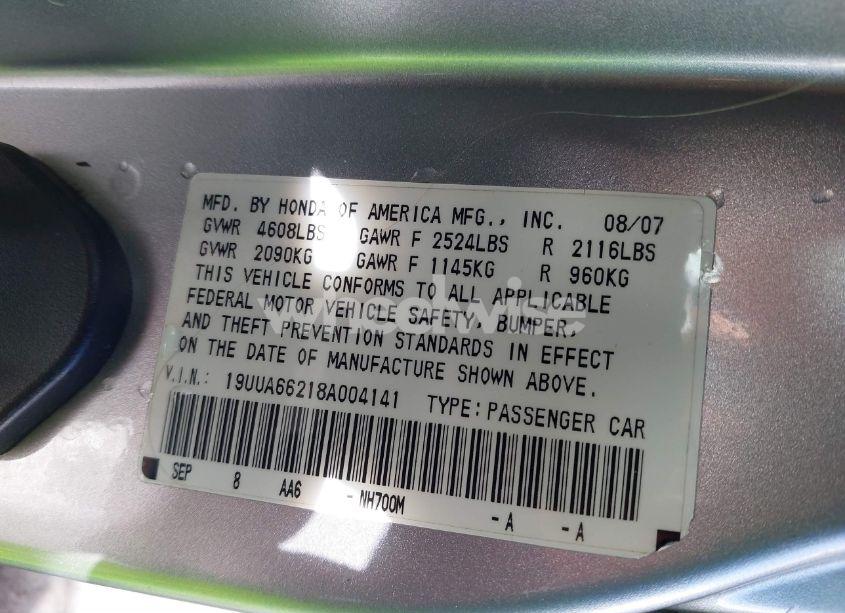 MFD. BY HONDA OF AMERICA MFG., INC. 08/07
GVWR 4608LBS GAWR F 2524LBS R 2116LBS
GVWR 2090KG GAWR F 1145KG R 960KG
THIS VEHICLE CONFORMS TO ALL APPLICABLE
FEDERAL MOTOR VEHICLE SAFETY, BUMPER,
AND THEFT PREVENTION STANDARDS IN EFFECT
ON THE DATE OF MANUFACTURE SHOWN ABOVE.
V.I.N.: 19UUA66218A004141 TYPE: PASSENGER CAR
SEP 8 AA6 - NH700M - A - A